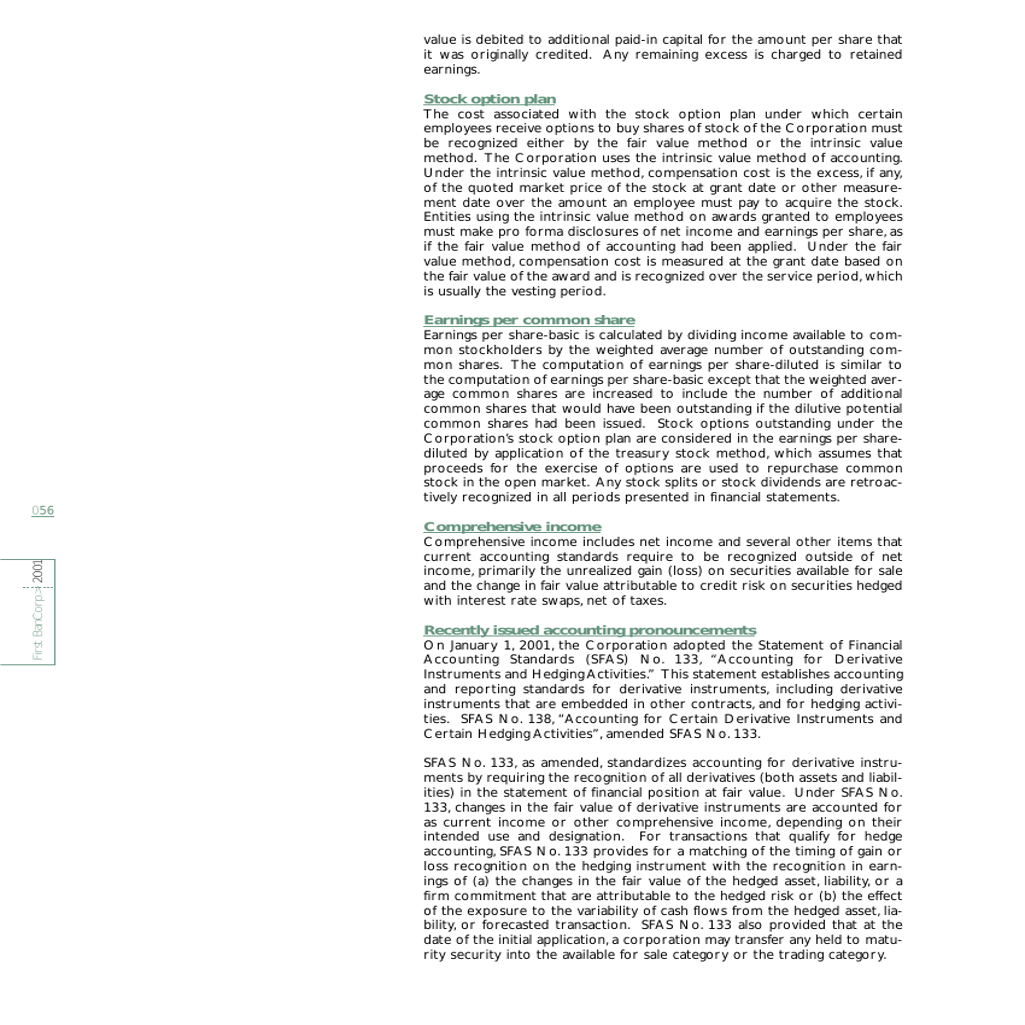 value is debited to additional paid-in capital for the amount per share that
it was originally credited. Any remaining excess is charged to retained
earnings.
Stock option plan
The cost associated with the stock option plan under which certain
employees receive options to buy shares of stock of the Corporation must
be recognized either by the fair value method or the intrinsic value
method. The Corporation uses the intrinsic value method of accounting.
Under the intrinsic value method, compensation cost is the excess, if any,
of the quoted market price of the stock at grant date or other measure-
ment date over the amount an employee must pay to acquire the stock.
Entities using the intrinsic value method on awards granted to employees
must make pro forma disclosures of net income and earnings per share, as
if the fair value method of accounting had been applied. Under the fair
value method, compensation cost is measured at the grant date based on
the fair value of the award and is recognized over the service period, which
is usually the vesting period.
Earnings per common share
Earnings per share-basic is calculated by dividing income available to com-
mon stockholders by the weighted average number of outstanding com-
mon shares. The computation of earnings per share-diluted is similar to
the computation of earnings per share-basic except that the weighted aver-
age common shares are increased to include the number of additional
common shares that would have been outstanding if the dilutive potential
common shares had been issued. Stock options outstanding under the
Corporation's stock option plan are considered in the earnings per share-
diluted by application of the treasury stock method, which assumes that
proceeds for the exercise of options are used to repurchase common
stock in the open market. Any stock splits or stock dividends are retroac-
tively recognized in all periods presented in financial statements.
056
Comprehensive income
Comprehensive income includes net income and several other items that
current accounting standards require to be recognized outside of net
income, primarily the unrealized gain (loss) on securities available for sale
and the change in fair value attributable to credit risk on securities hedged
with interest rate swaps, net of taxes.
First BanCorp:› 2001
Recently issued accounting pronouncements
On January 1, 2001, the Corporation adopted the Statement of Financial
Accounting Standards (SFAS) No. 133, “Accounting for Derivative
Instruments and Hedging Activities.” This statement establishes accounting
and reporting standards for derivative instruments, including derivative
instruments that are embedded in other contracts, and for hedging activi-
ties. SFAS No. 138, “Accounting for Certain Derivative Instruments and
Certain Hedging Activities”, amended SFAS No. 133.
SFAS No. 133, as amended, standardizes accounting for derivative instru-
ments by requiring the recognition of all derivatives (both assets and liabil-
ities) in the statement of financial position at fair value. Under SFAS No.
133, changes in the fair value of derivative instruments are accounted for
as current income or other comprehensive income, depending on their
intended use and designation. For transactions that qualify for hedge
accounting, SFAS No. 133 provides for a matching of the timing of gain or
loss recognition on the hedging instrument with the recognition in earn-
ings of (a) the changes in the fair value of the hedged asset, liability, or a
firm commitment that are attributable to the hedged risk or (b) the effect
of the exposure to the variability of cash flows from the hedged asset, lia-
bility, or forecasted transaction. SFAS No. 133 also provided that at the
date of the initial application, a corporation may transfer any held to matu-
rity security into the available for sale category or the trading category.